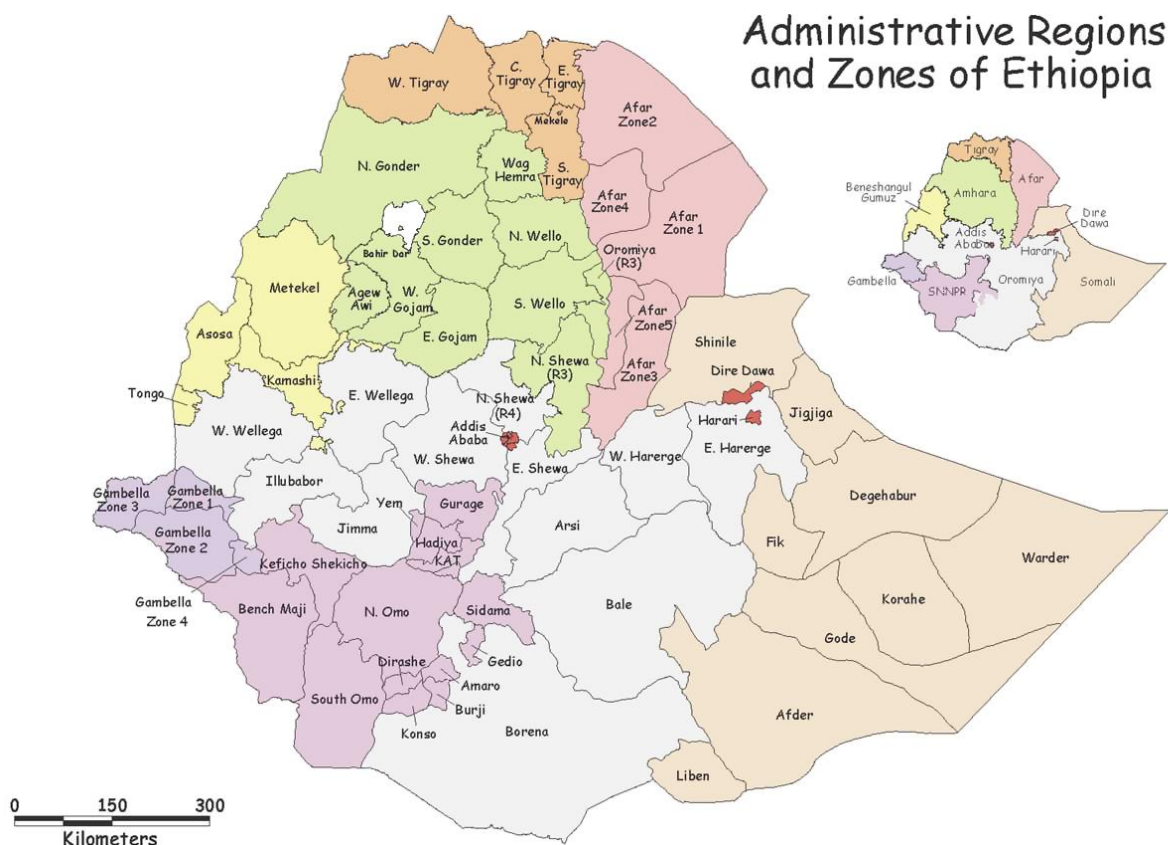 Administrative Regions
and Zones of Ethiopia
W. Tigray
C.
Tigray
E.
Tigray
Mekele
S.
Tigray
Afar
Zone2
N. Gonder
Wag
Hemra
Afar
Zone4
Afar
Zone 1
S. Gonder
N. Wello
Oromiya
(R3)
Bahir Dar
Metekel
Agew
Awi
W.
Gojam
S. Wello
Afar
Zone5
E. Gojam
Asosa
N. Shewa
(R3)
Afar
Zone3
Shinile
Dire Dawa
Kamashi
Tongo
E. Wellega
N. Shewa
(R4)
Jigjiga
Harari
W. Wellega
Addis
Ababa
W. Shewa
E. Shewa
W. Harerge
E. Harerge
Illubabor
Gambella
Zone 3
Gambella
Zone 1
Yem
Gurage
Degehabur
Gambella
Zone 2
Jimma
Arsi
Hadiya
Fik
KAT
Keficho Shekicho
Warder
Gambella
Zone 4
Bench Maji
N. Omo
Sidama
Bale
Korahe
Gode
Gedio
Dirashe
Amaro
South Omo
Burji
Konso
Borena
Afder
Liben
0 150 300
Kilometers
Tigray
Beneshangul
Gumuz
Amhara
Afar
Dire
Dawa
Addis
Ababa
Harari
Gambella
Oromiya
SNNPR
Somali